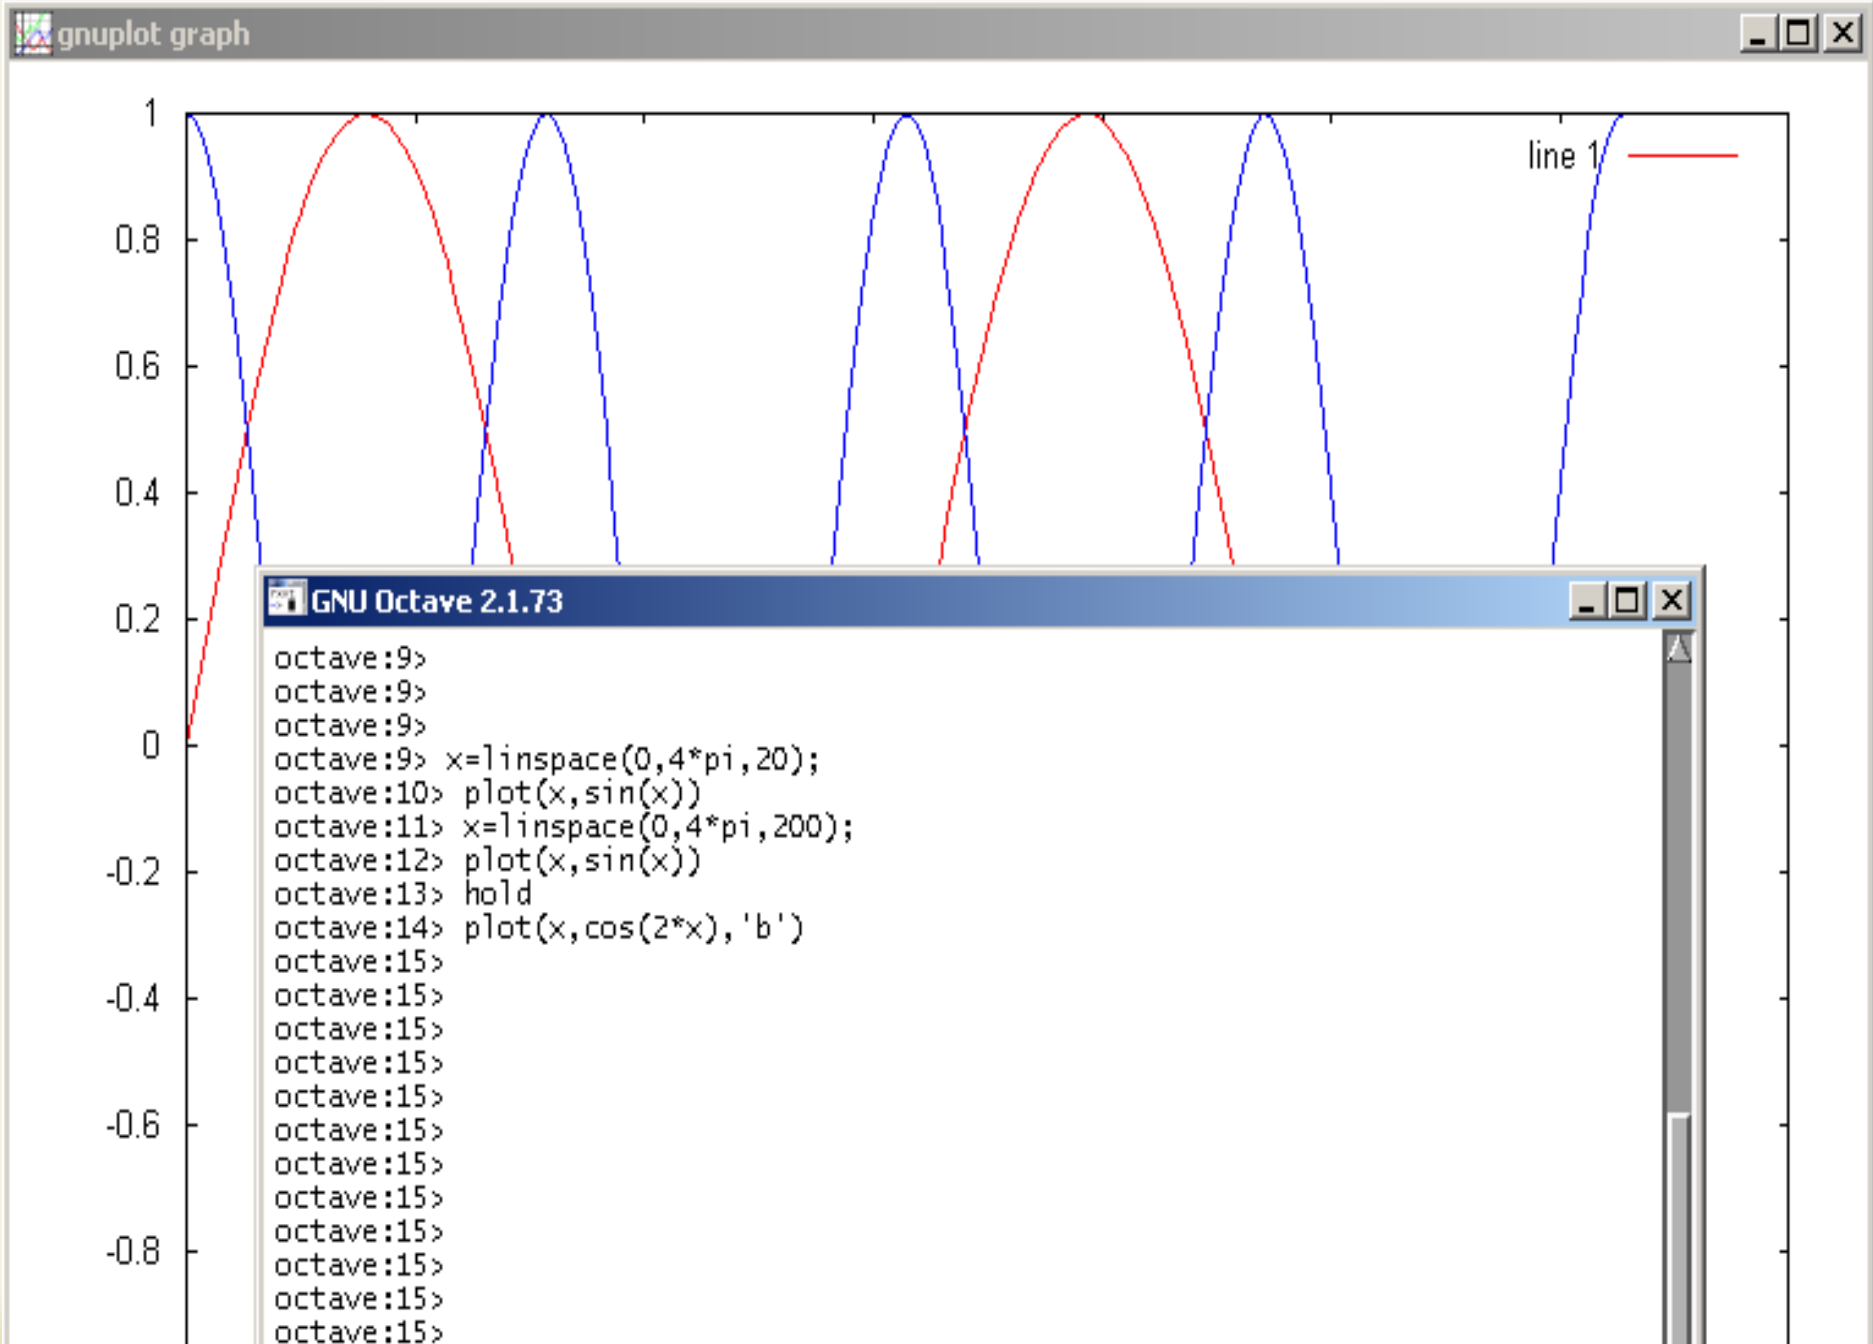 gnuplot graph
1
line 1
0.8
0.6
0.4
0.2
0
-0.2
-0.4
-0.6
-0.8
GNU Octave 2.1.73
octave:9>
octave:9>
octave:9>
octave:9> x=linspace(0,4*pi,20);
octave:10> plot(x,sin(x))
octave:11> x=linspace(0,4*pi,200);
octave:12> plot(x,sin(x))
octave:13> hold
octave:14> plot(x,cos(2*x),'b')
octave:15>
octave:15>
octave:15>
octave:15>
octave:15>
octave:15>
octave:15>
octave:15>
octave:15>
octave:15>
octave:15>
octave:15>